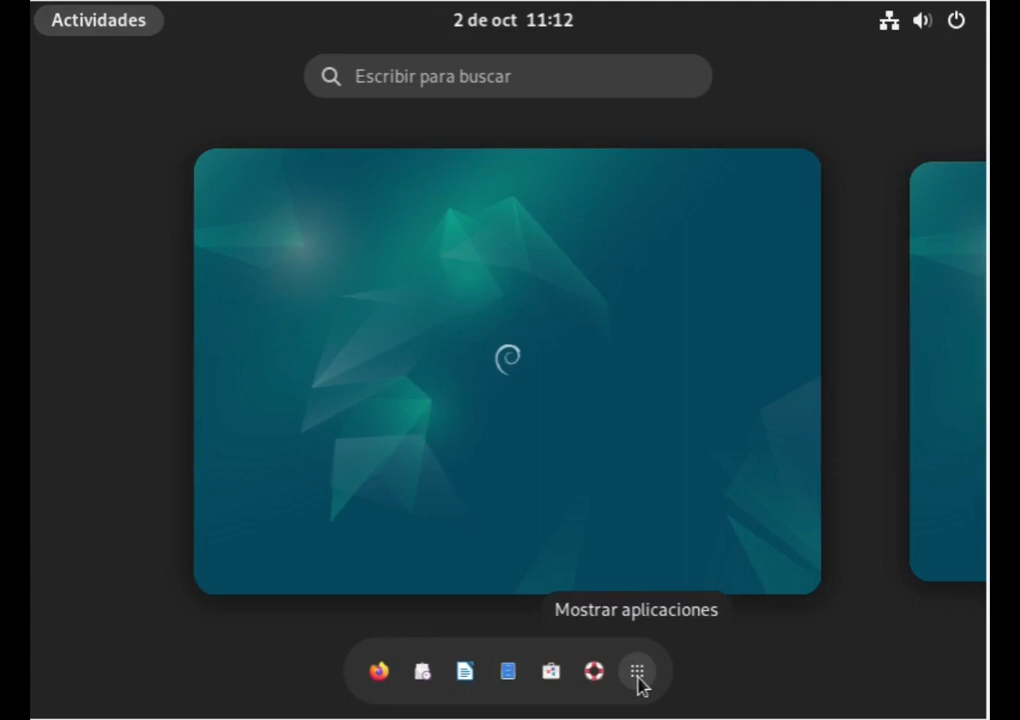 Actividades
2 de oct 11:12
Escribir para buscar
Mostrar aplicaciones